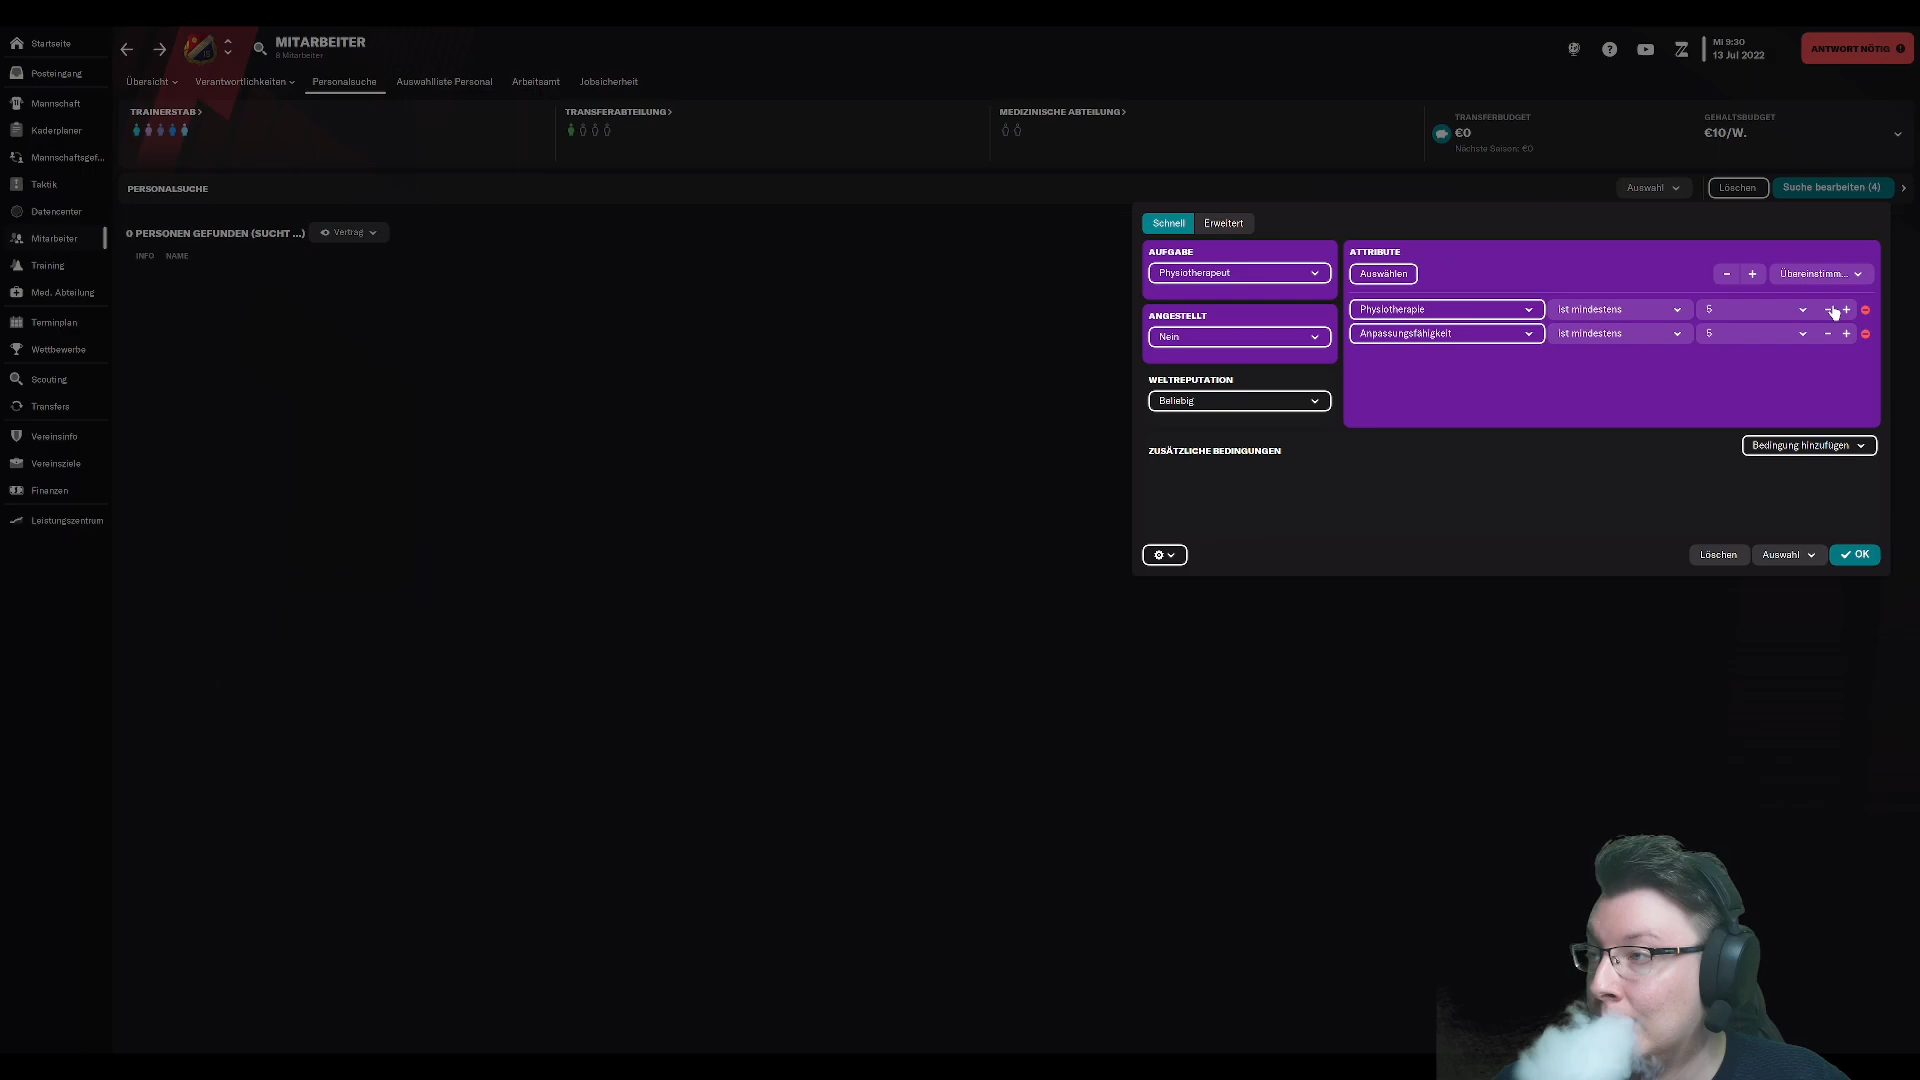 Startseite
Posteingang
Mannschaft
Kaderplaner
Mannschaftsgef...
Taktik
Datencenter
Mitarbeiter
Training
Med. Abteilung
Terminplan
Wettbewerbe
Scouting
Transfers
Vereinsinfo
Vereinsziele
Finanzen
Leistungszentrum
MITARBEITER
8 Mitarbeiter
Mi 9:30
13 Jul 2022
ANTWORT NÖTIG
Übersicht
Verantwortlichkeiten
Personalsuche
Auswahlliste Personal
Arbeitsamt
Jobsicherheit
TRAINERSTAB
TRANSFERABTEILUNG
MEDIZINISCHE ABTEILUNG
TRANSFERBUDGET
€0
Nächste Saison: €0
GEHALTSBUDGET
€10/W.
PERSONALSUCHE
Auswahl
Löschen
Suche bearbeiten (4)
0 PERSONEN GEFUNDEN (SUCHT ...)
Vertrag
INFO NAME
Schnell
Erweitert
AUFGABE
Physiotherapeut
ANGESTELLT
Nein
WELTREPUTATION
Beliebig
ATTRIBUTE
Auswählen
- +
Übereinstimm...
Physiotherapie ist mindestens 5 - +
Anpassungsfähigkeit ist mindestens 5 - +
ZUSÄTZLICHE BEDINGUNGEN
Bedingung hinzufügen
Löschen
Auswahl
OK